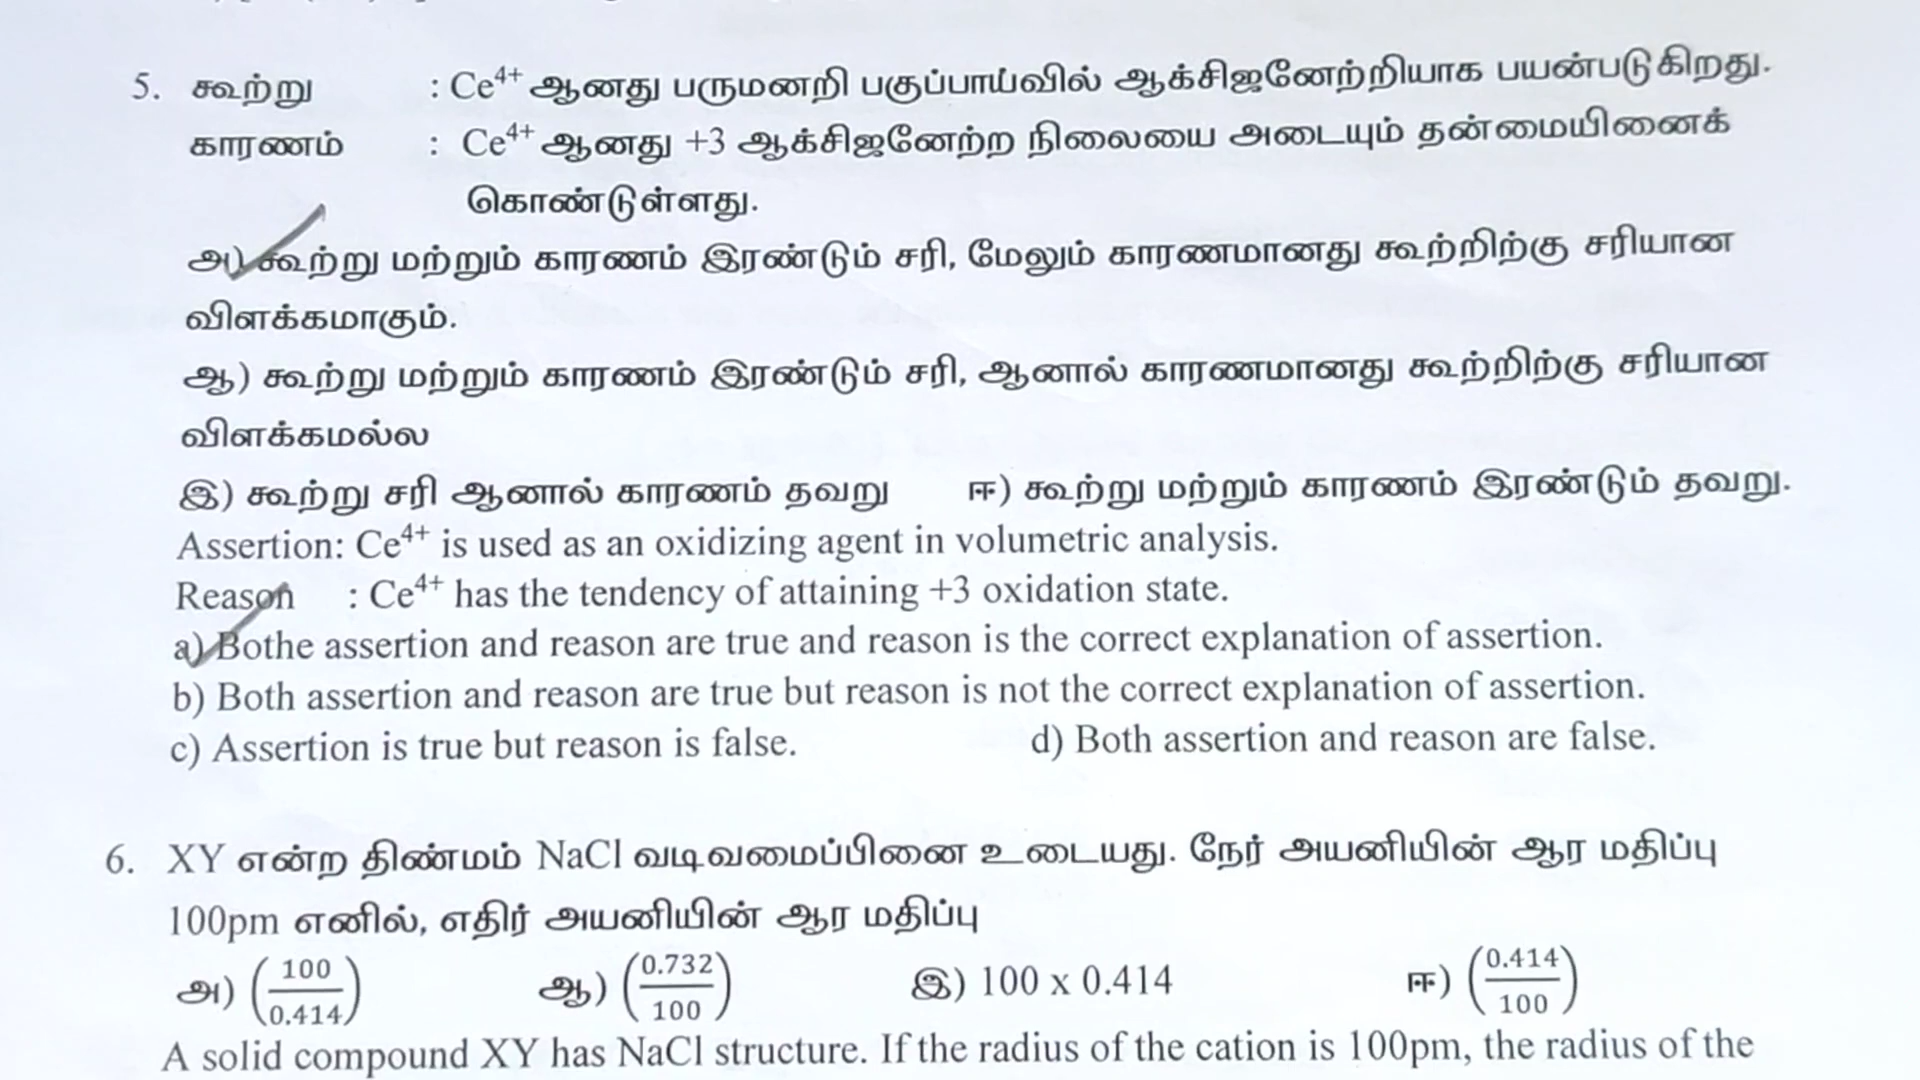 5. கூற்று : Ce⁴⁺ ஆனது பருமனறி பகுப்பாய்வில் ஆக்சிஜனேற்றியாக பயன்படுகிறது.
காரணம் : Ce⁴⁺ ஆனது +3 ஆக்சிஜனேற்ற நிலையை அடையும் தன்மையினைக்
கொண்டுள்ளது.
அ) கூற்று மற்றும் காரணம் இரண்டும் சரி, மேலும் காரணமானது கூற்றிற்கு சரியான
விளக்கமாகும்.
ஆ) கூற்று மற்றும் காரணம் இரண்டும் சரி, ஆனால் காரணமானது கூற்றிற்கு சரியான
விளக்கமல்ல
இ) கூற்று சரி ஆனால் காரணம் தவறு ஈ) கூற்று மற்றும் காரணம் இரண்டும் தவறு.
Assertion: Ce⁴⁺ is used as an oxidizing agent in volumetric analysis.
Reason : Ce⁴⁺ has the tendency of attaining +3 oxidation state.
a) Bothe assertion and reason are true and reason is the correct explanation of assertion.
b) Both assertion and reason are true but reason is not the correct explanation of assertion.
c) Assertion is true but reason is false. d) Both assertion and reason are false.
6. XY என்ற திண்மம் NaCl வடிவமைப்பினை உடையது. நேர் அயனியின் ஆர மதிப்பு
100pm எனில், எதிர் அயனியின் ஆர மதிப்பு
அ) (100/0.414) ஆ) (0.732/100) இ) 100 x 0.414 ஈ) (0.414/100)
A solid compound XY has NaCl structure. If the radius of the cation is 100pm, the radius of the